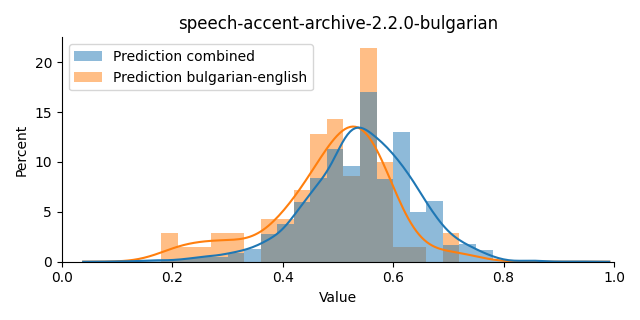 speech-accent-archive-2.2.0-bulgarian
Prediction combined
Prediction bulgarian-english
20
15
10
5
0
Percent
0.0 0.2 0.4 0.6 0.8 1.0
Value